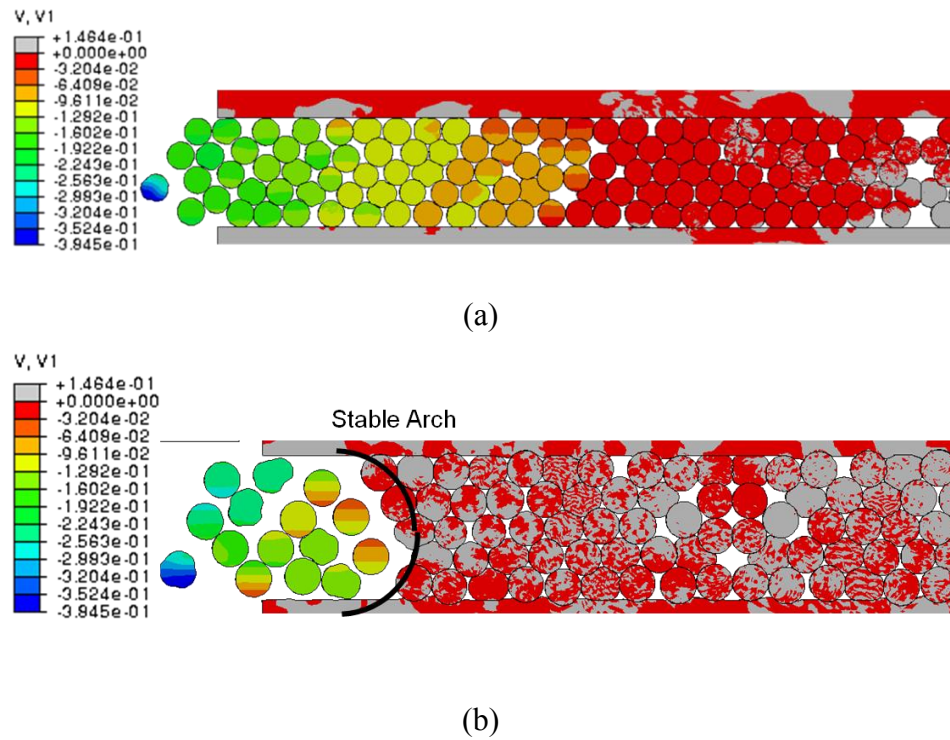 V, V1
+1.464e-01
+0.000e+00
-3.204e-02
-6.409e-02
-9.611e-02
-1.292e-01
-1.602e-01
-1.922e-01
-2.243e-01
-2.563e-01
-2.883e-01
-3.204e-01
-3.524e-01
-3.845e-01
(a)
V, V1
+1.464e-01
+0.000e+00
-3.204e-02
-6.409e-02
-9.611e-02
-1.282e-01
-1.602e-01
-1.922e-01
-2.243e-01
-2.563e-01
-2.883e-01
-3.204e-01
-3.524e-01
-3.845e-01
Stable Arch
(b)